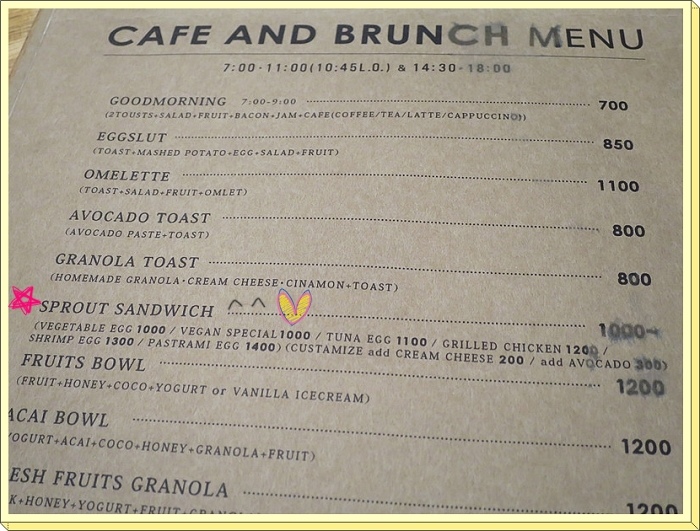 CAFE AND BRUNCH MENU
7:00-11:00(10:45L.O.) & 14:30-18:00
GOODMORNING 7:00-9:00 700
(2TOUSTS+SALAD+FRUIT+BACON+JAM+CAFE(COFFEE/TEA/LATTE/CAPPUCCINO))
EGGSLUT 850
(TOAST+MASHED POTATO+EGG+SALAD+FRUIT)
OMELETTE 1100
(TOAST+SALAD+FRUIT+OMLET)
AVOCADO TOAST 800
(AVOCADO PASTE+TOAST)
GRANOLA TOAST 800
(HOMEMADE GRANOLA+CREAM CHEESE+CINAMON+TOAST)
SPROUT SANDWICH 1000~
(VEGETABLE EGG 1000 / VEGAN SPECIAL1000 / TUNA EGG 1100 / GRILLED CHICKEN 1200 /
SHRIMP EGG 1300 / PASTRAMI EGG 1400) (CUSTAMIZE add CREAM CHEESE 200 / add AVOCADO 300)
FRUITS BOWL 1200
(FRUIT+HONEY+COCO+YOGURT or VANILLA ICECREAM)
ACAI BOWL 1200
YOGURT+ACAI+COCO+HONEY+GRANOLA+FRUIT)
ESH FRUITS GRANOLA 1200
K+HONEY+YOGURT+FRUIT+